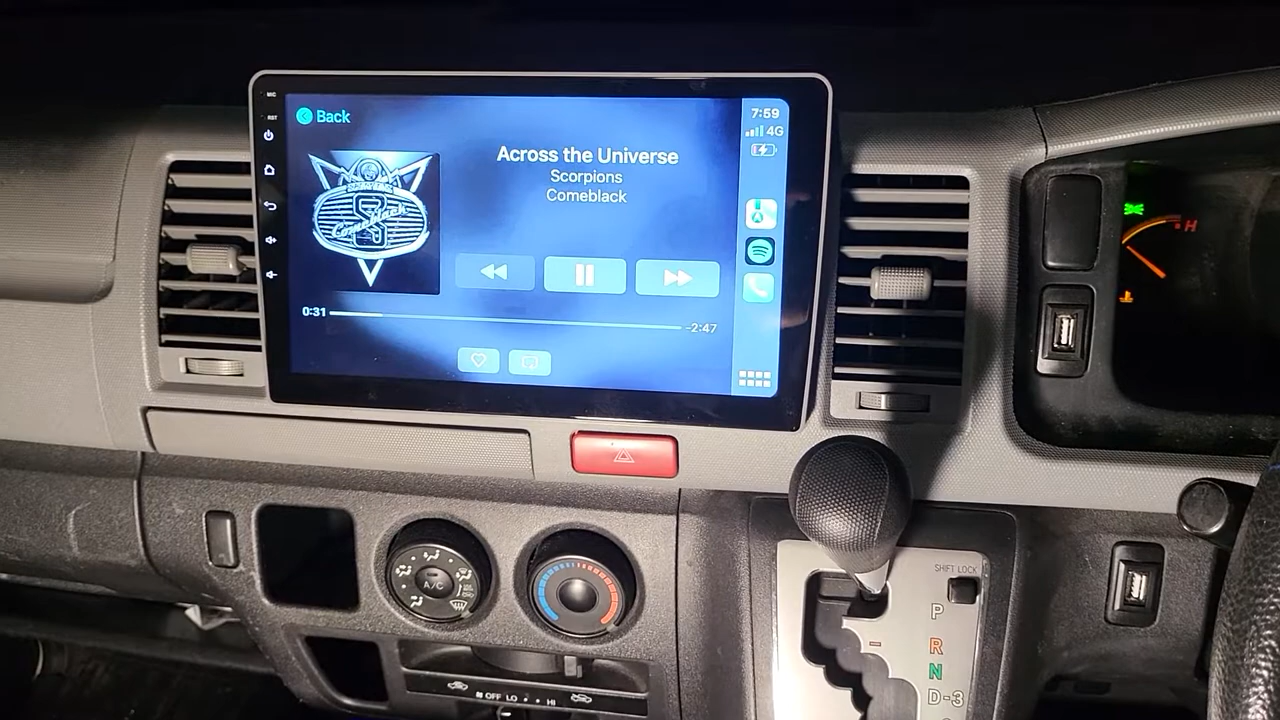 MIC
RST
Back
Across the Universe
Scorpions
Comeblack
7:59
4G
Comeblack
0:31
-2:47
H
A/C
SHIFT LOCK
P
R
N
D-3
OFF LO HI